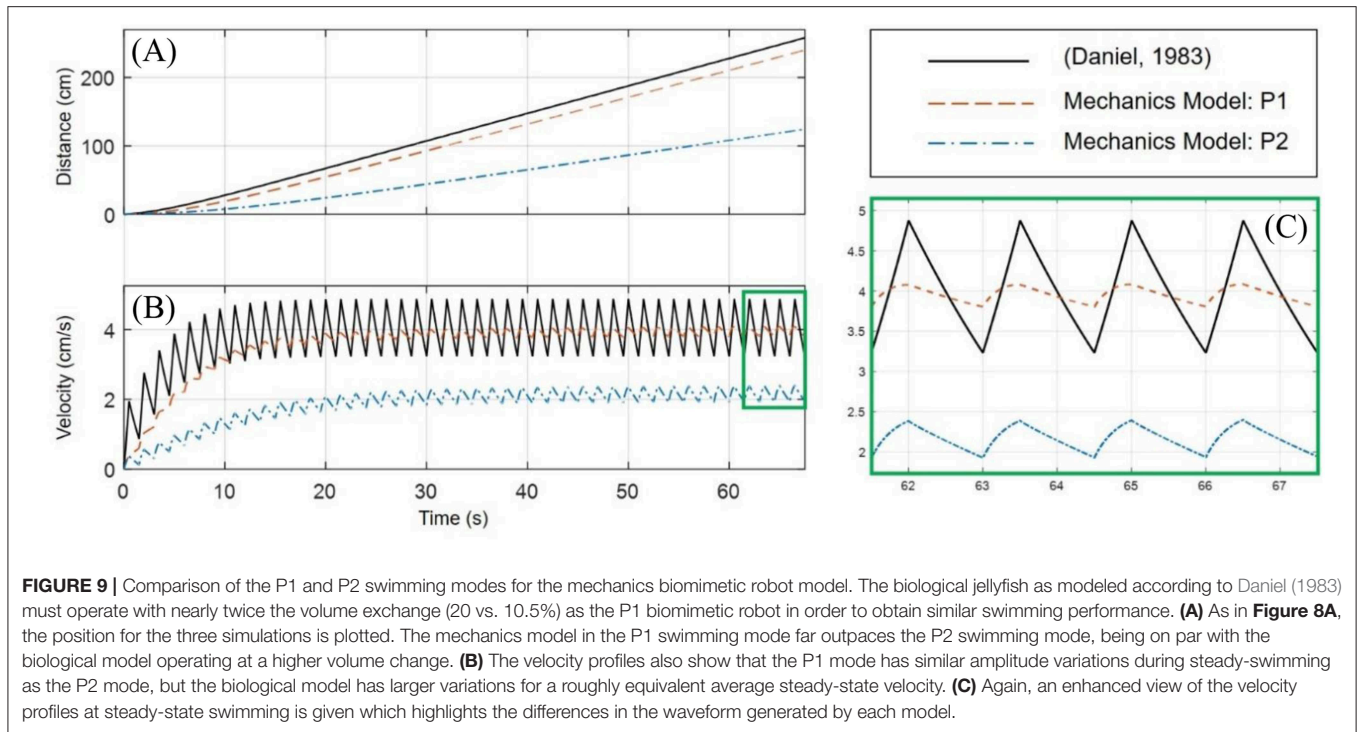 (A)
Distance (cm)
200
100
0
(B)
Velocity (cm/s)
4
2
0
0
10
20
30
40
50
60
Time (s)
(Daniel, 1983)
Mechanics Model: P1
Mechanics Model: P2
(C)
5
4.5
4
3.5
3
2.5
2
62
63
64
65
66
67
FIGURE 9 | Comparison of the P1 and P2 swimming modes for the mechanics biomimetic robot model. The biological jellyfish as modeled according to Daniel (1983)
must operate with nearly twice the volume exchange (20 vs. 10.5%) as the P1 biomimetic robot in order to obtain similar swimming performance. (A) As in Figure 8A,
the position for the three simulations is plotted. The mechanics model in the P1 swimming mode far outpaces the P2 swimming mode, being on par with the
biological model operating at a higher volume change. (B) The velocity profiles also show that the P1 mode has similar amplitude variations during steady-swimming
as the P2 mode, but the biological model has larger variations for a roughly equivalent average steady-state velocity. (C) Again, an enhanced view of the velocity
profiles at steady-state swimming is given which highlights the differences in the waveform generated by each model.